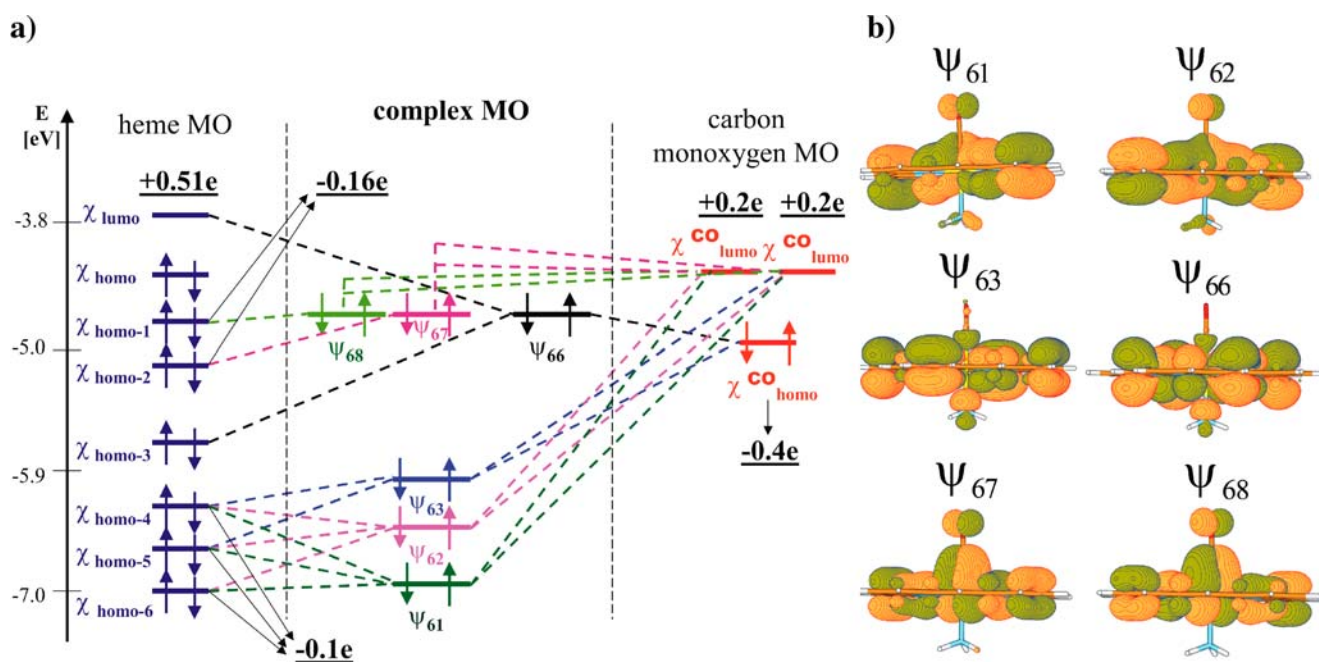 a)
b)
E
[eV]
heme MO
complex MO
carbon
monoxygen MO
+0.51e
-0.16e
+0.2e +0.2e
χ lumo
-3.8
χ CO lumo χ CO lumo
χ homo
χ homo-1
Ψ68 Ψ67 Ψ66
-5.0
χ homo-2
χ CO homo
χ homo-3
-0.4e
-5.9
χ homo-4
Ψ63
χ homo-5
Ψ62
-7.0
χ homo-6
Ψ61
-0.1e
Ψ61 Ψ62
Ψ63 Ψ66
Ψ67 Ψ68